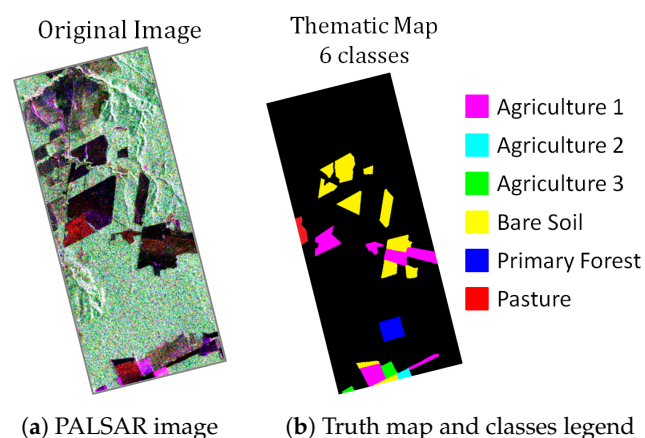 Original Image
Thematic Map
6 classes
Agriculture 1
Agriculture 2
Agriculture 3
Bare Soil
Primary Forest
Pasture
(a) PALSAR image
(b) Truth map and classes legend